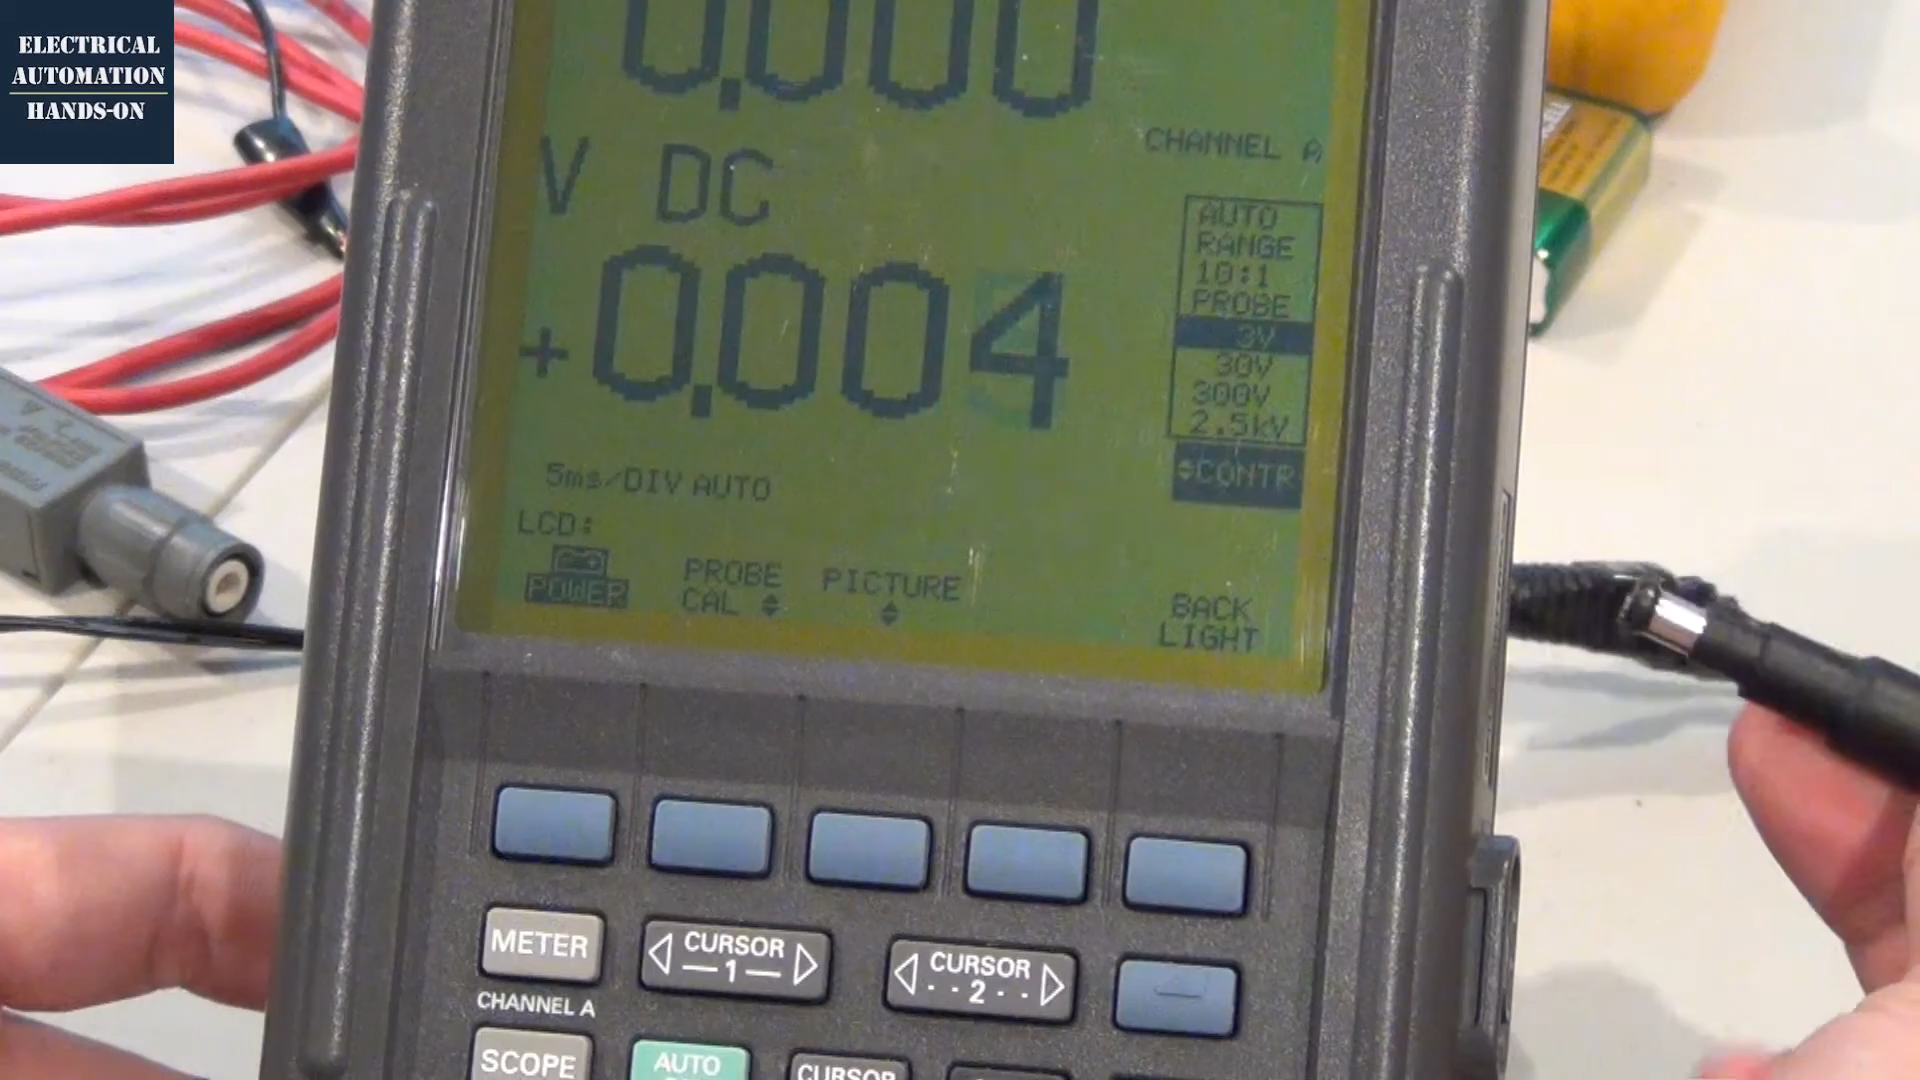 ELECTRICAL
AUTOMATION
HANDS-ON
0.000
CHANNEL A
V DC
+0.004
AUTO
RANGE
10:1
PROBE
3V
30V
300V
2.5kV
CONTR
5ms/DIV AUTO
LCD:
POWER
PROBE
CAL
PICTURE
BACK
LIGHT
METER
CURSOR
1
CURSOR
2
CHANNEL A
SCOPE
AUTO
CURSOR